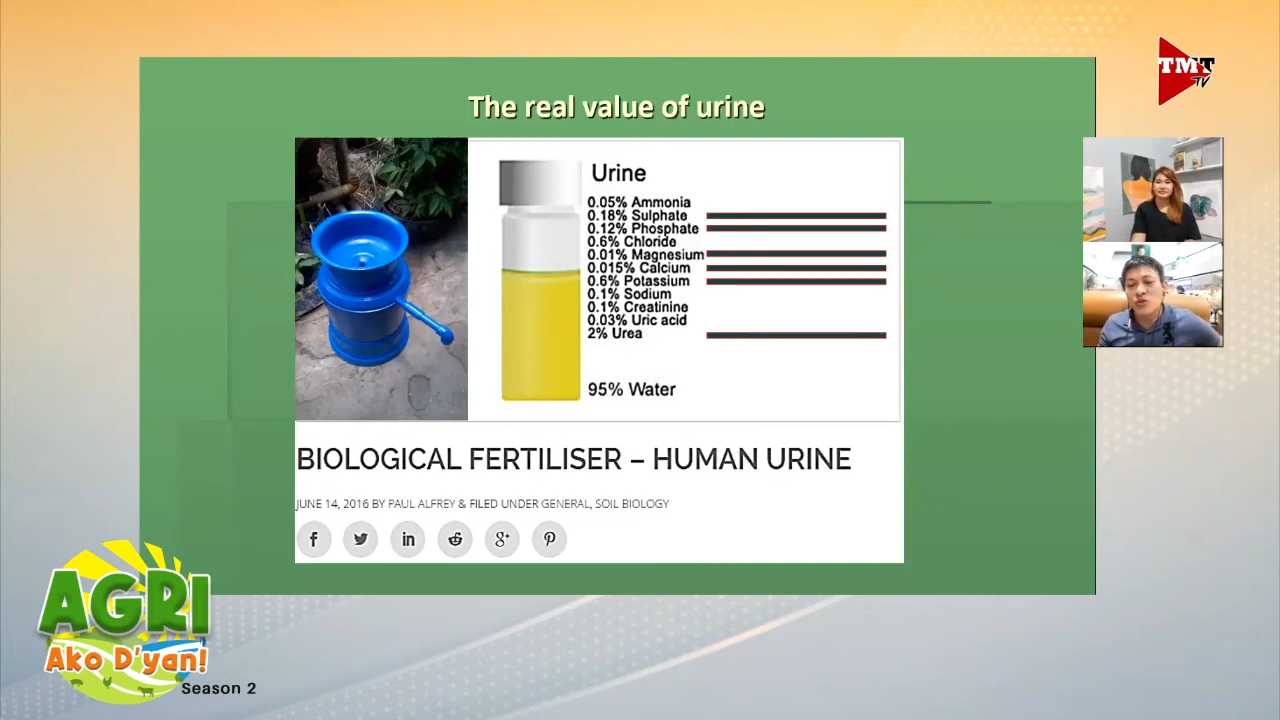 The real value of urine
TMT
TV
Urine
0.05% Ammonia
0.18% Sulphate
0.12% Phosphate
0.6% Chloride
0.01% Magnesium
0.015% Calcium
0.6% Potassium
0.1% Sodium
0.1% Creatinine
0.03% Uric acid
2% Urea
95% Water
BIOLOGICAL FERTILISER – HUMAN URINE
JUNE 14, 2016 BY PAUL ALFREY & FILED UNDER GENERAL, SOIL BIOLOGY
AGRI
Ako D'yan!
Season 2